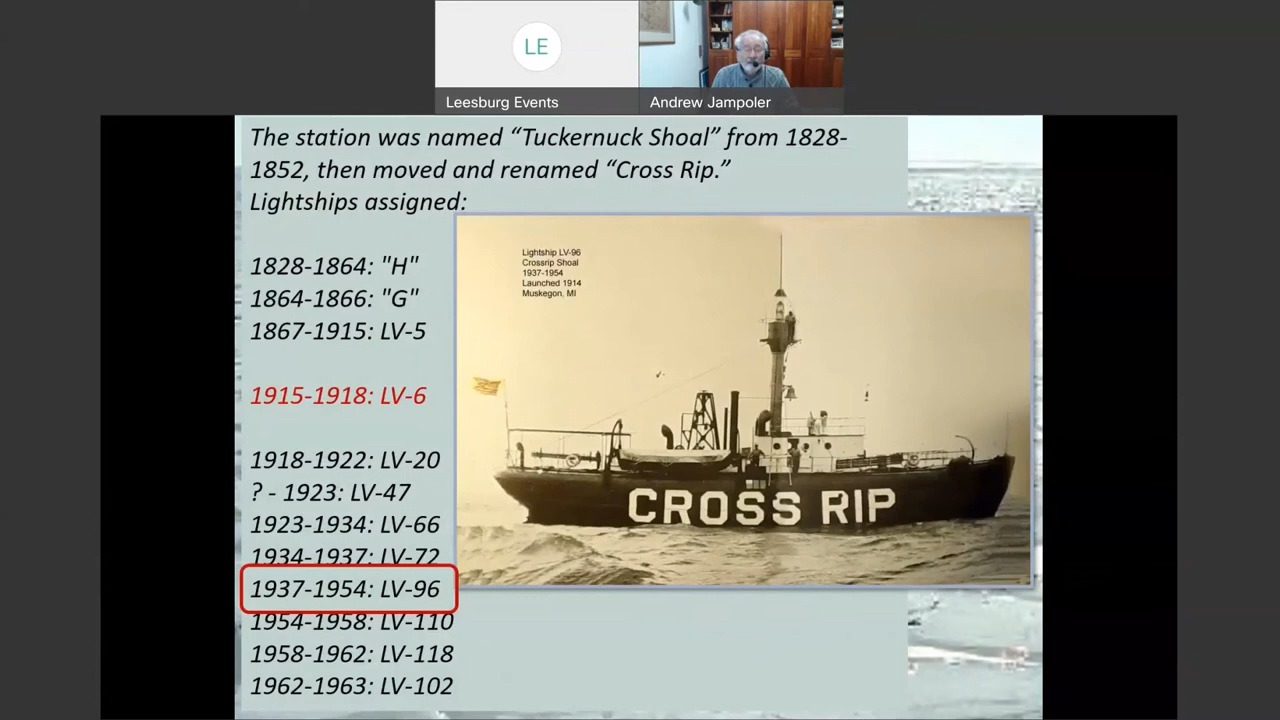 LE
Leesburg Events
Andrew Jampoler
The station was named “Tuckernuck Shoal” from 1828-
1852, then moved and renamed “Cross Rip.”
Lightships assigned:
1828-1864: "H"
1864-1866: "G"
1867-1915: LV-5
1915-1918: LV-6
1918-1922: LV-20
? - 1923: LV-47
1923-1934: LV-66
1934-1937: LV-72
1937-1954: LV-96
1954-1958: LV-110
1958-1962: LV-118
1962-1963: LV-102
Lightship LV-96
Crossrip Shoal
1937-1954
Launched 1914
Muskegon, MI
CROSS RIP